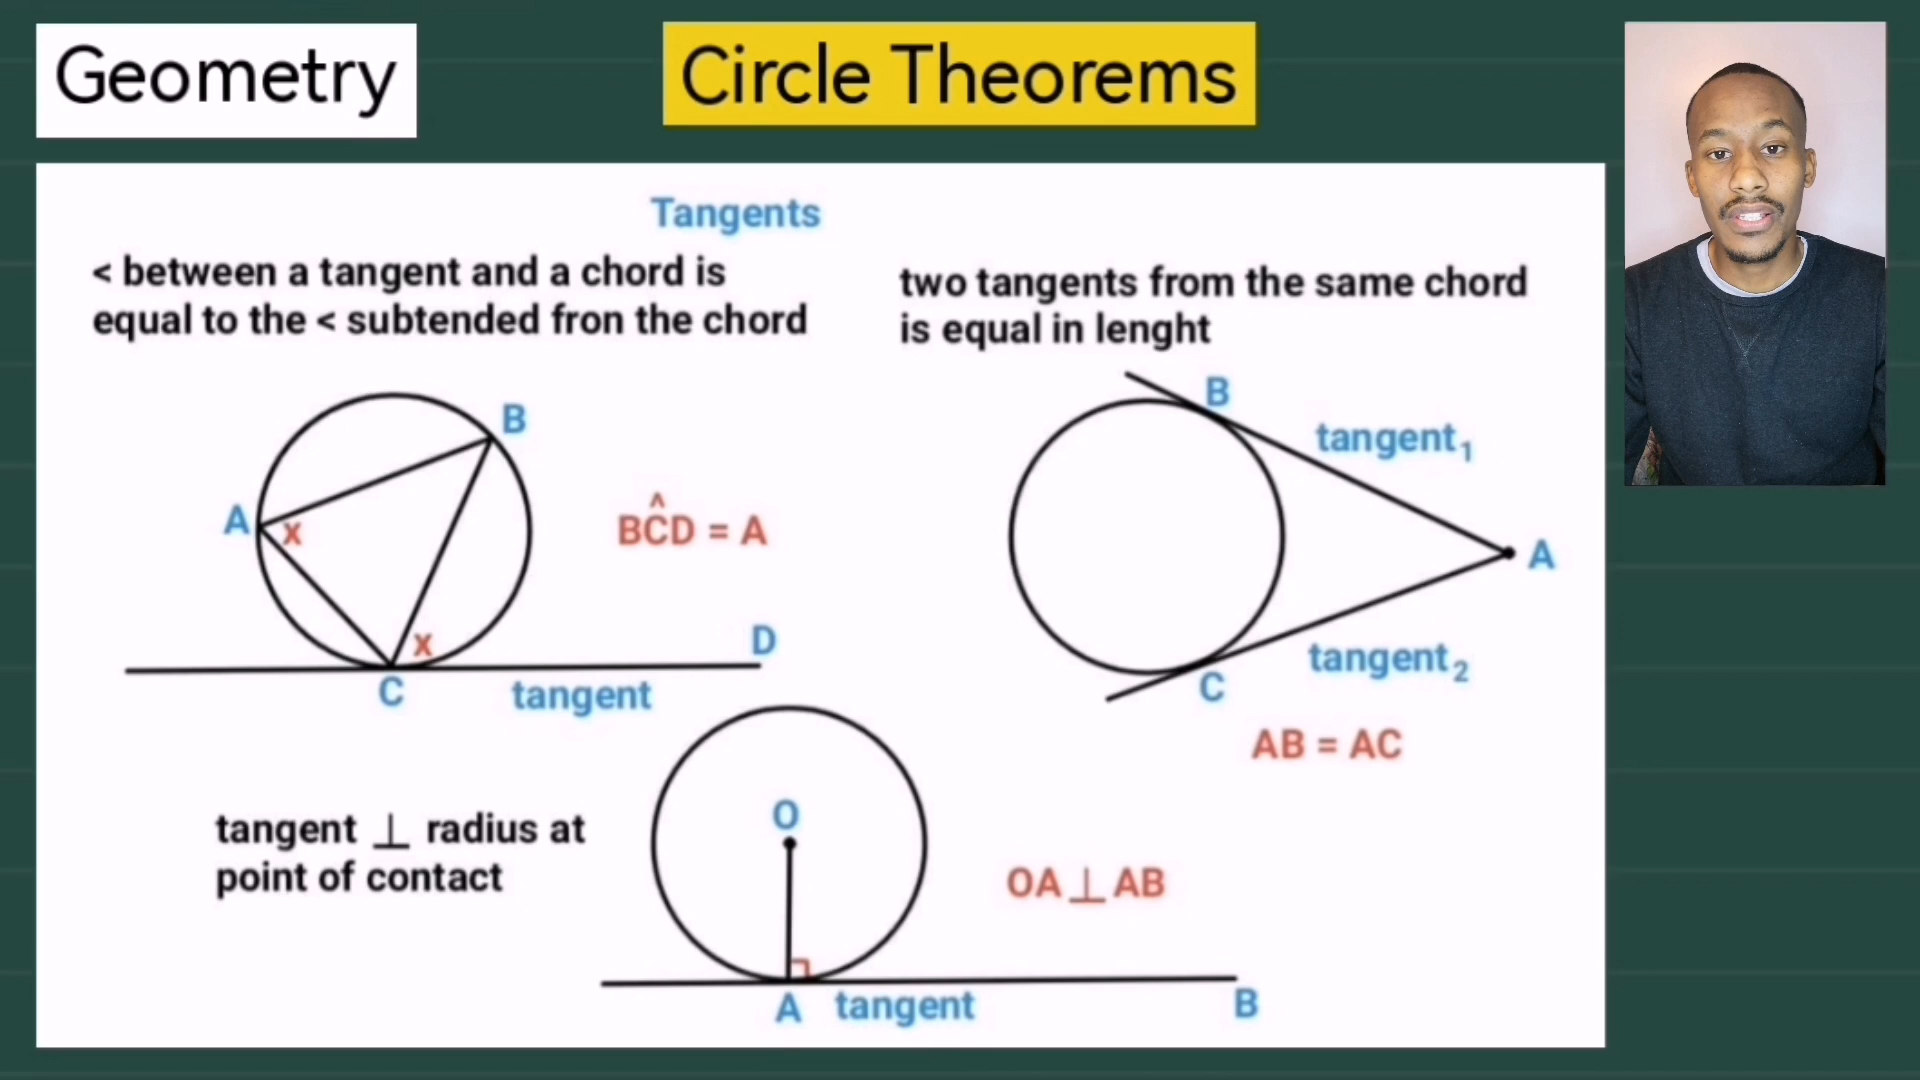 Geometry
Circle Theorems
Tangents
< between a tangent and a chord is
equal to the < subtended fron the chord
B
A
x
x
BĈD = A
D
C
tangent
two tangents from the same chord
is equal in lenght
B
tangent₁
A
tangent₂
C
AB = AC
tangent ⊥ radius at
point of contact
O
OA ⊥ AB
A
tangent
B